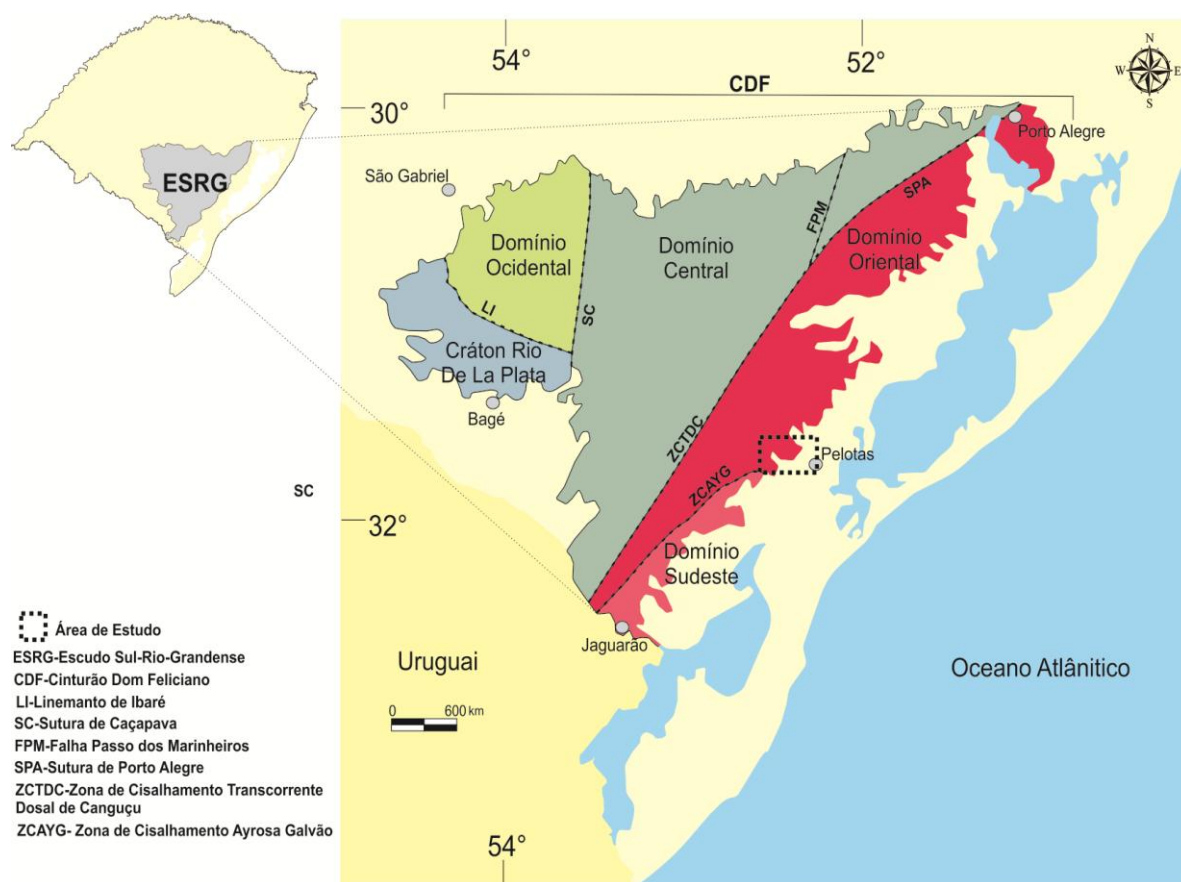 54°
52°
N
W
E
S
CDF
30°
Porto Alegre
ESRG
São Gabriel
SPA
FPM
Domínio
Ocidental
Domínio
Central
Domínio
Oriental
LI
SC
Cráton Rio
De La Plata
Bagé
ZCTDC
Pelotas
ZCAYG
SC
32°
Domínio
Sudeste
Jaguarão
Uruguai
Oceano Atlânitico
0 600 km
54°
Área de Estudo
ESRG-Escudo Sul-Rio-Grandense
CDF-Cinturão Dom Feliciano
LI-Linemanto de Ibaré
SC-Sutura de Caçapava
FPM-Falha Passo dos Marinheiros
SPA-Sutura de Porto Alegre
ZCTDC-Zona de Cisalhamento Transcorrente
Dosal de Canguçu
ZCAYG- Zona de Cisalhamento Ayrosa Galvão